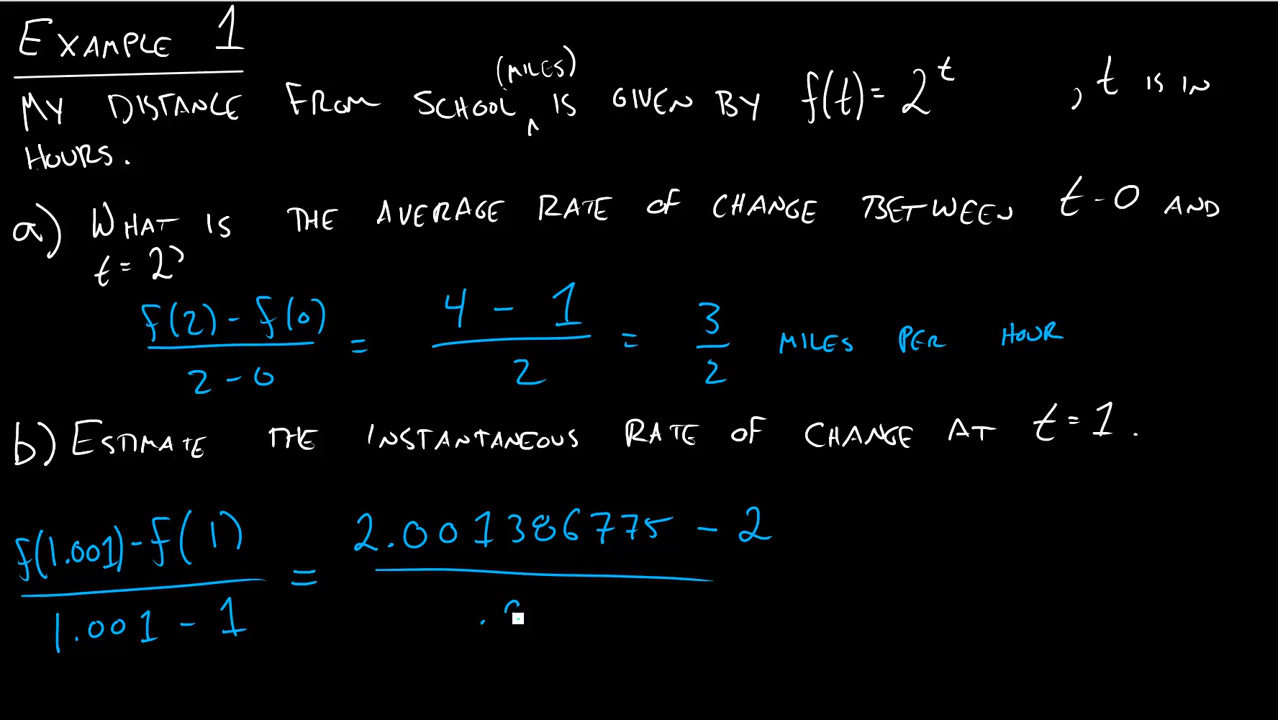 EXAMPLE 1
MY DISTANCE FROM SCHOOL (MILES) IS GIVEN BY f(t) = 2^t , t IS IN
HOURS.
a) WHAT IS THE AVERAGE RATE OF CHANGE BETWEEN t - 0 AND
t = 2?
f(2) - f(0) / 2 - 0 = 4 - 1 / 2 = 3 / 2 MILES PER HOUR
b) ESTIMATE THE INSTANTANEOUS RATE OF CHANGE AT t = 1.
f(1.001) - f(1) / 1.001 - 1 = 2.001386775 - 2 / .